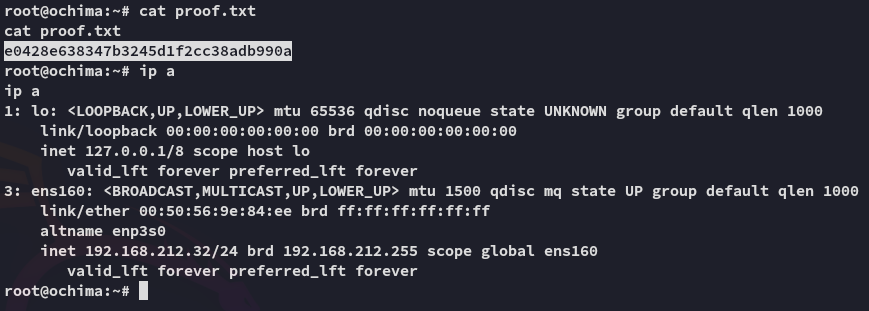 root@ochima:~# cat proof.txt
cat proof.txt
e0428e638347b3245d1f2cc38adb990a
root@ochima:~# ip a
ip a
1: lo: <LOOPBACK,UP,LOWER_UP> mtu 65536 qdisc noqueue state UNKNOWN group default qlen 1000
    link/loopback 00:00:00:00:00:00 brd 00:00:00:00:00:00
    inet 127.0.0.1/8 scope host lo
       valid_lft forever preferred_lft forever
3: ens160: <BROADCAST,MULTICAST,UP,LOWER_UP> mtu 1500 qdisc mq state UP group default qlen 1000
    link/ether 00:50:56:9e:84:ee brd ff:ff:ff:ff:ff:ff
    altname enp3s0
    inet 192.168.212.32/24 brd 192.168.212.255 scope global ens160
       valid_lft forever preferred_lft forever
root@ochima:~#